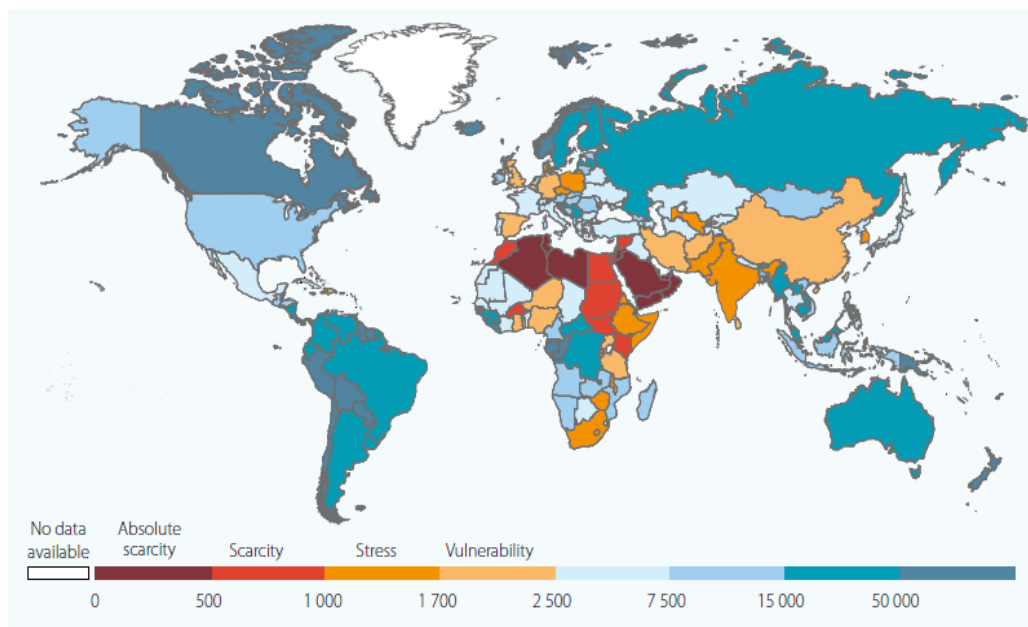 No data
available
Absolute
scarcity
Scarcity
Stress
Vulnerability
0
500
1 000
1 700
2 500
7 500
15 000
50 000